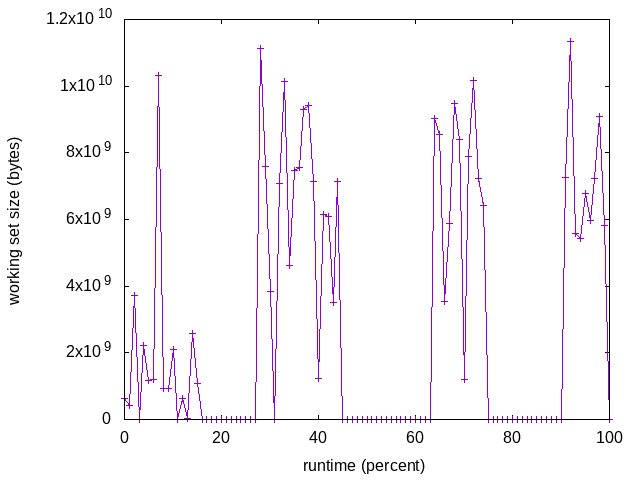 1.2x10 10
1x10 10
8x10 9
6x10 9
4x10 9
2x10 9
0
0 20 40 60 80 100
working set size (bytes)
runtime (percent)